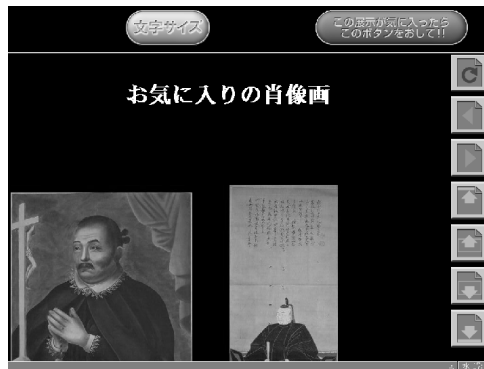 文字サイズ
この展示が気に入ったら
このボタンをおして!!
お気に入りの肖像画